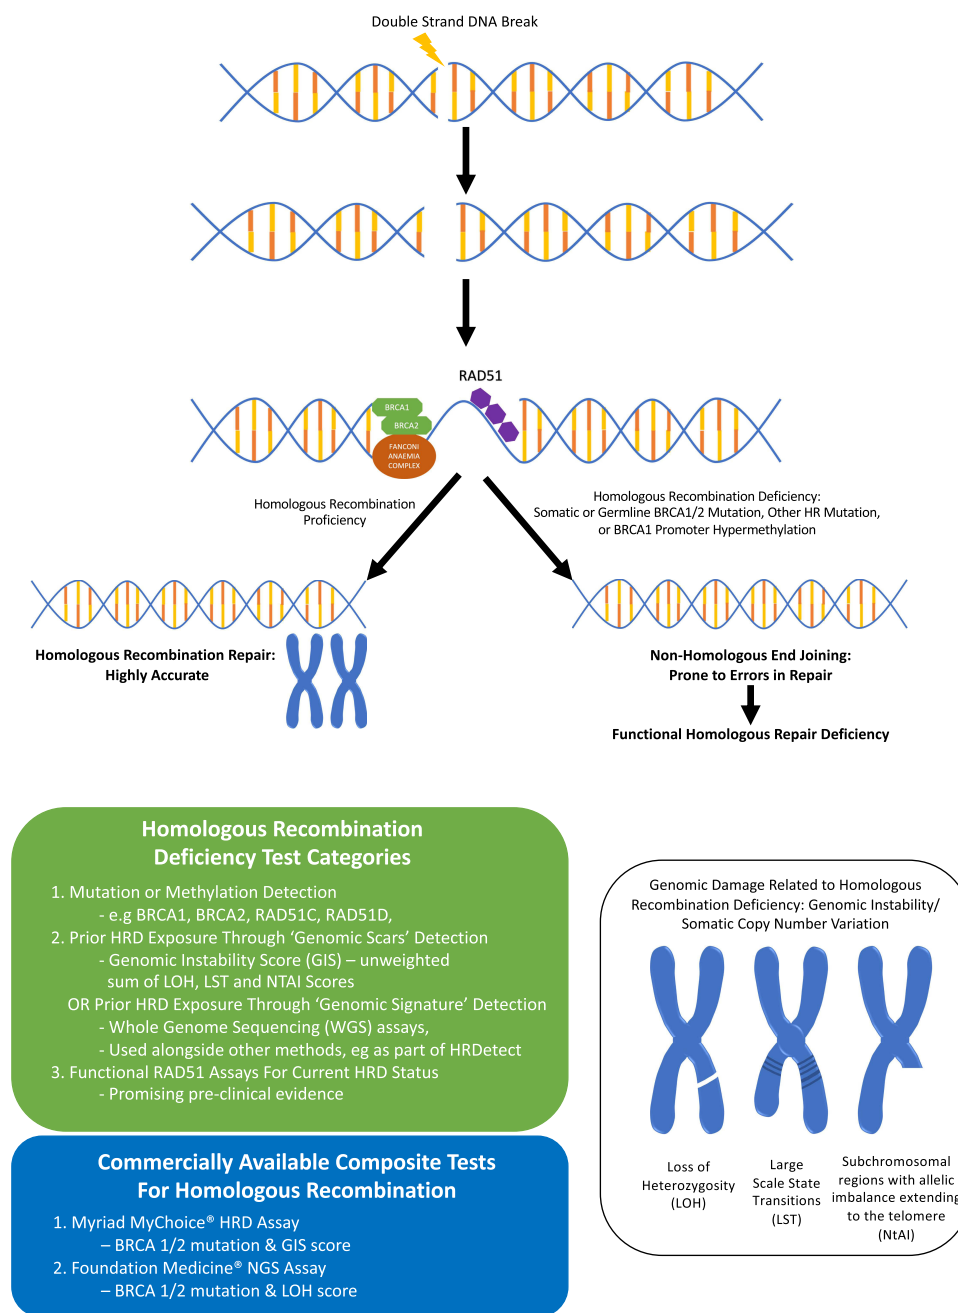 Double Strand DNA Break
RAD51
BRCA1
BRCA2
FANCONI
ANAEMIA
COMPLEX
Homologous Recombination
Proficiency
Homologous Recombination Deficiency:
Somatic or Germline BRCA1/2 Mutation, Other HR Mutation,
or BRCA1 Promoter Hypermethylation
Homologous Recombination Repair:
Highly Accurate
Non-Homologous End Joining:
Prone to Errors in Repair
Functional Homologous Repair Deficiency
Homologous Recombination
Deficiency Test Categories
1. Mutation or Methylation Detection
- e.g BRCA1, BRCA2, RAD51C, RAD51D,
2. Prior HRD Exposure Through ‘Genomic Scars’ Detection
- Genomic Instability Score (GIS) – unweighted
sum of LOH, LST and NTAI Scores
OR Prior HRD Exposure Through ‘Genomic Signature’ Detection
- Whole Genome Sequencing (WGS) assays,
- Used alongside other methods, eg as part of HRDetect
3. Functional RAD51 Assays For Current HRD Status
- Promising pre-clinical evidence
Commercially Available Composite Tests
For Homologous Recombination
1. Myriad MyChoice® HRD Assay
– BRCA 1/2 mutation & GIS score
2. Foundation Medicine® NGS Assay
– BRCA 1/2 mutation & LOH score
Genomic Damage Related to Homologous
Recombination Deficiency: Genomic Instability/
Somatic Copy Number Variation
Loss of
Heterozygosity
(LOH)
Large
Scale State
Transitions
(LST)
Subchromosomal
regions with allelic
imbalance extending
to the telomere
(NtAI)